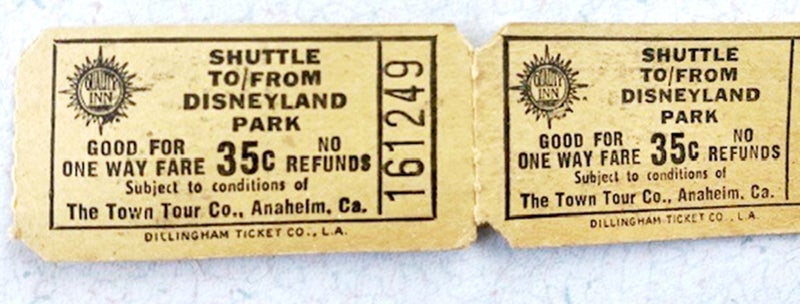 QUALITY
INN
SHUTTLE
TO/FROM
DISNEYLAND
PARK
GOOD FOR
ONE WAY FARE
35c
NO
REFUNDS
Subject to conditions of
The Town Tour Co., Anaheim, Ca.
161249
DILLINGHAM TICKET CO., L.A.
QUALITY
INN
SHUTTLE
TO/FROM
DISNEYLAND
PARK
GOOD FOR
ONE WAY FARE
35c
NO
REFUNDS
Subject to conditions of
The Town Tour Co., Anaheim, Ca.
DILLINGHAM TICKET CO., L.A.